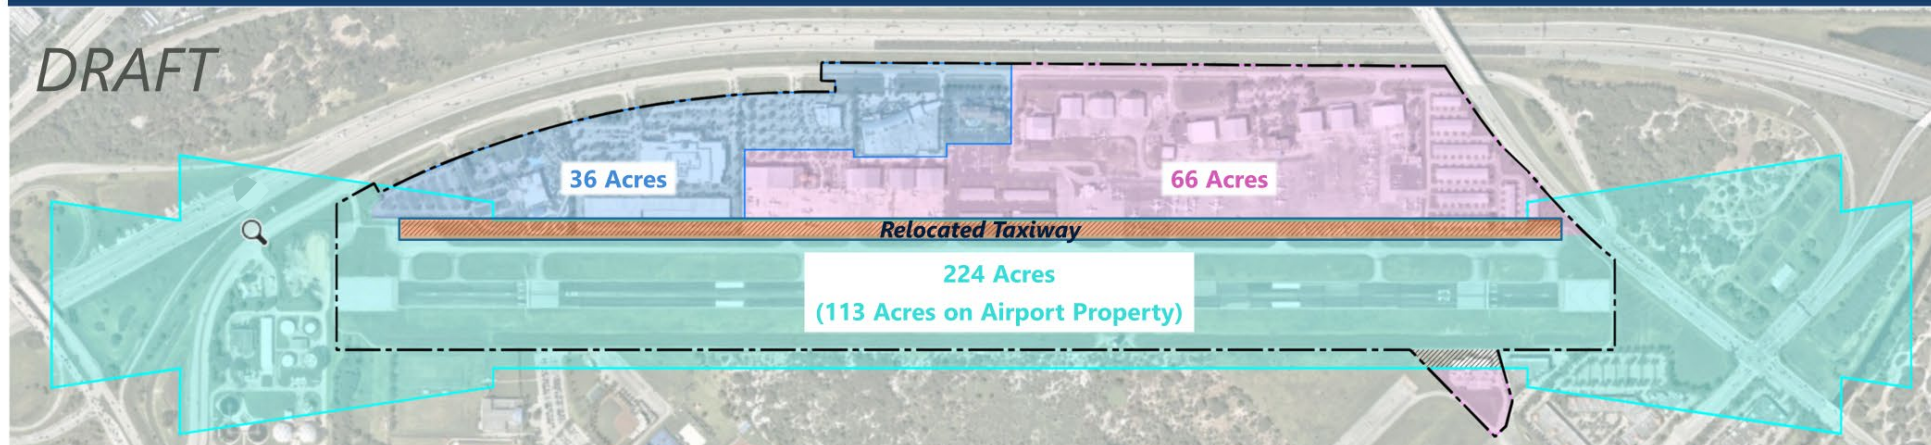 DRAFT
36 Acres
66 Acres
Relocated Taxiway
224 Acres
(113 Acres on Airport Property)